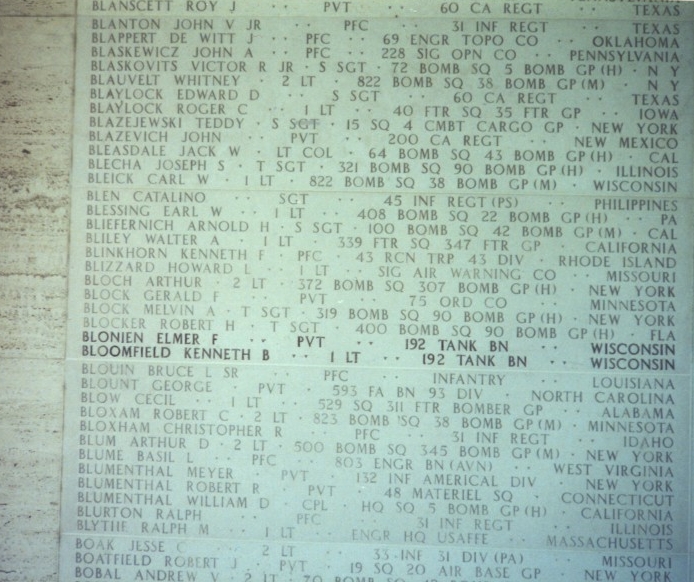 BLANSCETT ROY J · PVT · 60 CA REGT · TEXAS
BLANTON JOHN V JR · PFC · 31 INF REGT · TEXAS
BLAPPERT DE WITT J · PFC · 69 ENGR TOPO CO · OKLAHOMA
BLASKEWICZ JOHN A · PFC · 228 SIG OPN CO · PENNSYLVANIA
BLASKOVITS VICTOR R JR · S SGT · 72 BOMB SQ 5 BOMB GP (H) · N Y
BLAUVELT WHITNEY · 2 LT · 822 BOMB SQ 38 BOMB GP (M) · N Y
BLAYLOCK EDWARD D · S SGT · 60 CA REGT · TEXAS
BLAYLOCK ROGER C · 1 LT · 40 FTR SQ 35 FTR GP · IOWA
BLAZEJEWSKI TEDDY · S SGT · 15 SQ 4 CMBT CARGO GP · NEW YORK
BLAZEVICH JOHN · PVT · 200 CA REGT · NEW MEXICO
BLEASDALE JACK W · LT COL · 64 BOMB SQ 43 BOMB GP (H) · CAL
BLECHA JOSEPH S · T SGT · 321 BOMB SQ 90 BOMB GP (H) · ILLINOIS
BLEICK CARL W · 1 LT · 822 BOMB SQ 38 BOMB GP (M) · WISCONSIN
BLEN CATALINO · SGT · 45 INF REGT (PS) · PHILIPPINES
BLESSING EARL W · 1 LT · 408 BOMB SQ 22 BOMB GP (H) · PA
BLIEFERNICH ARNOLD H · S SGT · 100 BOMB SQ 42 BOMB GP (M) · CAL
BLILEY WALTER A · 1 LT · 339 FTR SQ 347 FTR GP · CALIFORNIA
BLINKHORN KENNETH F · PFC · 43 RCN TRP 43 DIV · RHODE ISLAND
BLIZZARD HOWARD L · 1 LT · SIG AIR WARNING CO · MISSOURI
BLOCH ARTHUR · 2 LT · 372 BOMB SQ 307 BOMB GP (H) · NEW YORK
BLOCK GERALD F · PVT · 75 ORD CO · MINNESOTA
BLOCK MELVIN A · T SGT · 319 BOMB SQ 90 BOMB GP (H) · NEW YORK
BLOCKER ROBERT H · T SGT · 400 BOMB SQ 90 BOMB GP (H) · FLA
BLONIEN ELMER F · PVT · 192 TANK BN · WISCONSIN
BLOOMFIELD KENNETH B · 1 LT · 192 TANK BN · WISCONSIN
BLOUIN BRUCE L SR · PFC · INFANTRY · LOUISIANA
BLOUNT GEORGE · PVT · 593 FA BN 93 DIV · NORTH CAROLINA
BLOW CECIL · 1 LT · 529 SQ 311 FTR BOMBER GP · ALABAMA
BLOXAM ROBERT C · 2 LT · 823 BOMB SQ 38 BOMB GP (M) · MINNESOTA
BLOXHAM CHRISTOPHER R · PFC · 31 INF REGT · IDAHO
BLUM ARTHUR D · 2 LT · 500 BOMB SQ 345 BOMB GP (M) · NEW YORK
BLUME BASIL L · PFC · 803 ENGR BN (AVN) · WEST VIRGINIA
BLUMENTHAL MEYER · PVT · 132 INF AMERICAL DIV · NEW YORK
BLUMENTHAL ROBERT R · PVT · 48 MATERIEL SQ · CONNECTICUT
BLUMENTHAL WILLIAM D · CPL · HQ SQ 5 BOMB GP (H) · CALIFORNIA
BLURTON RALPH · PFC · 31 INF REGT · ILLINOIS
BLYTHE RALPH M · 1 LT · ENGR HQ USAFFE · MASSACHUSETTS
BOAK JESSE C · 2 LT · 33 INF 31 DIV (PA) · MISSOURI
BOATFIELD ROBERT J · PVT · 19 SQ 20 AIR BASE GP · NEW YORK
BOBAL ANDREW V · 2 LT · 70 BOMB SQ